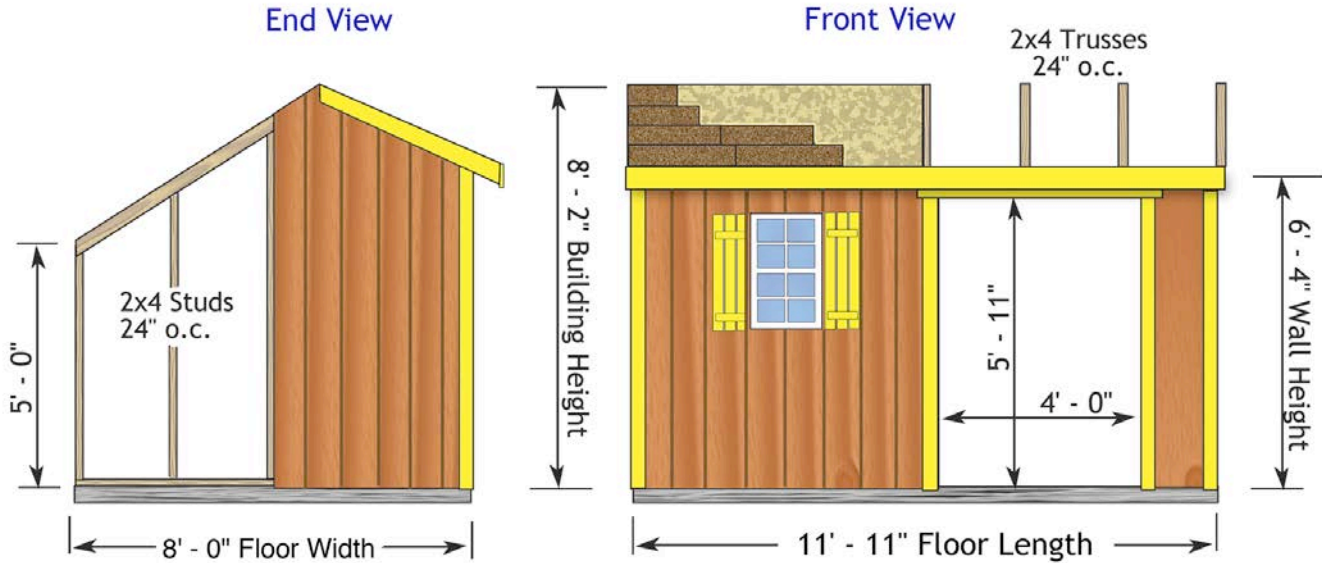 End View
Front View
2x4 Trusses
24" o.c.
8' - 2" Building Height
6' - 4" Wall Height
2x4 Studs
24" o.c.
5' - 0"
5' - 11"
4' - 0"
8' - 0" Floor Width
11' - 11" Floor Length